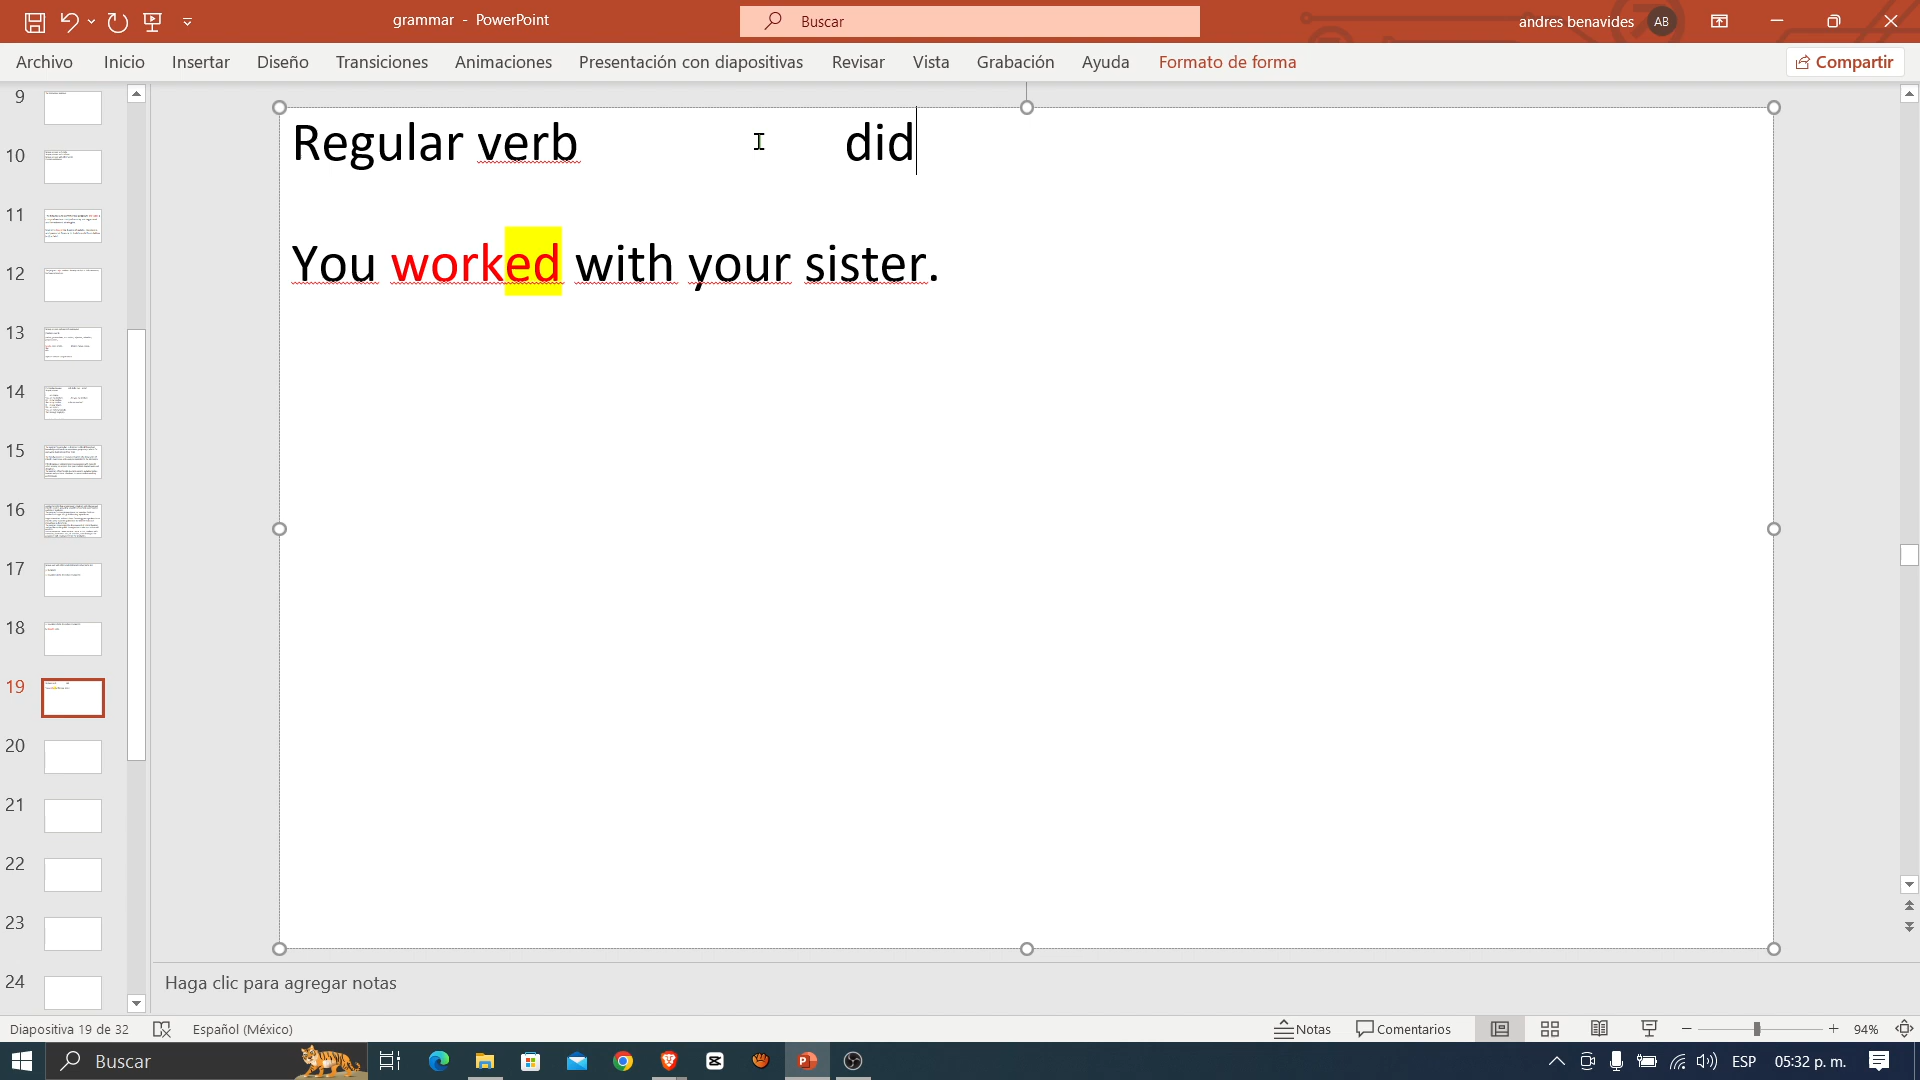 grammar - PowerPoint
Buscar
andres benavides
AB
Archivo
Inicio
Insertar
Diseño
Transiciones
Animaciones
Presentación con diapositivas
Revisar
Vista
Grabación
Ayuda
Formato de forma
Compartir
9
10
11
12
13
14
15
16
17
18
19
20
21
22
23
24
Regular verb did
You worked with your sister.
Haga clic para agregar notas
Diapositiva 19 de 32
Español (México)
Notas
Comentarios
94%
Buscar
ESP
05:32 p. m.